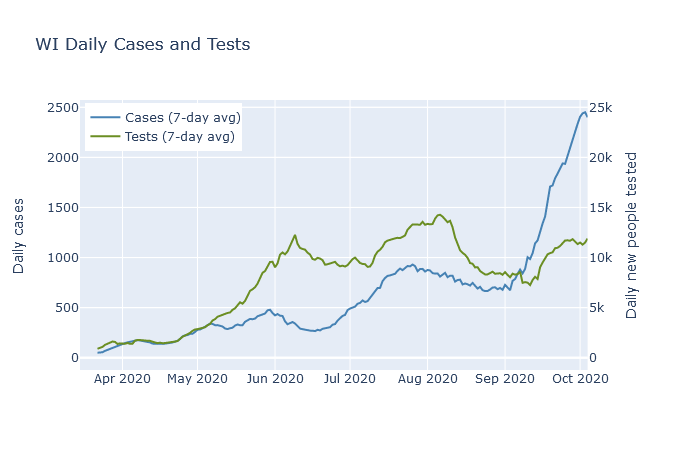 WI Daily Cases and Tests
Cases (7-day avg)
Tests (7-day avg)
Daily cases
2500
2000
1500
1000
500
0
25k
20k
15k
10k
5k
0
Daily new people tested
Apr 2020
May 2020
Jun 2020
Jul 2020
Aug 2020
Sep 2020
Oct 2020